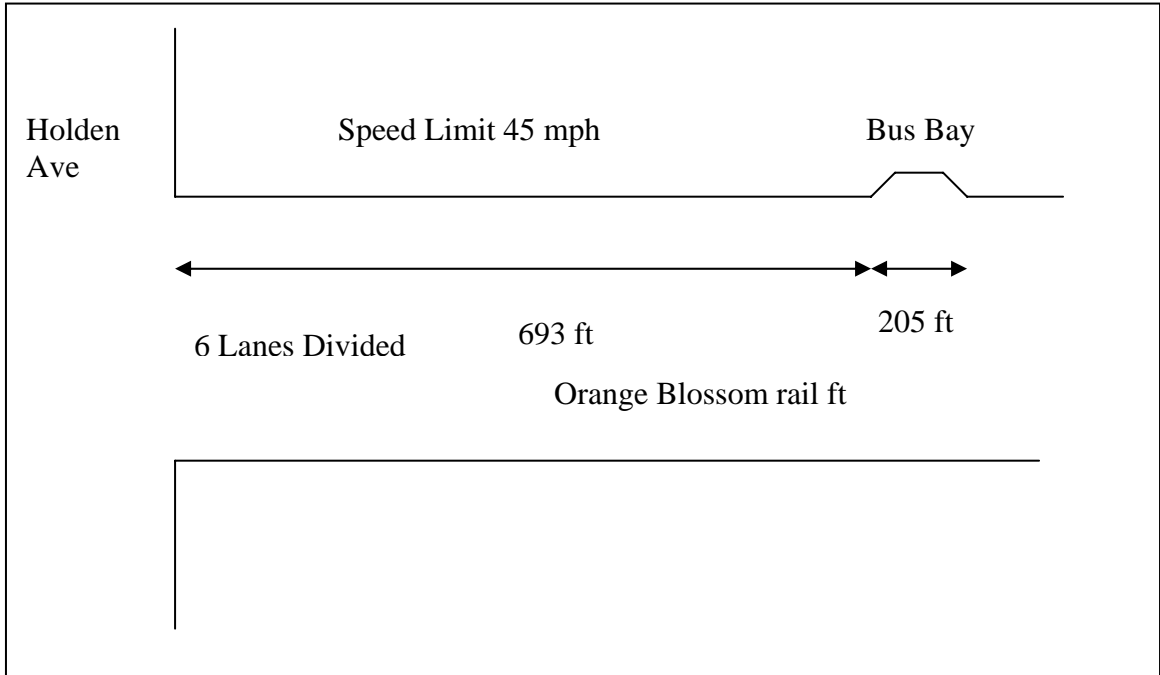 Holden
Ave
Speed Limit 45 mph
Bus Bay
6 Lanes Divided
693 ft
205 ft
Orange Blossom rail ft